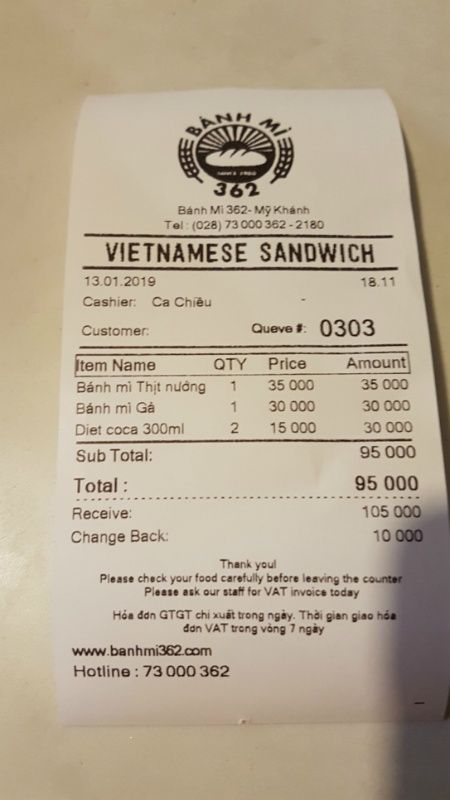 BÁNH MÌ
SINCE 1982
362
Bánh Mì 362- Mỹ Khánh
Tel : (028) 73 000 362 - 2180
VIETNAMESE SANDWICH
13.01.2019 18.11
Cashier: Ca Chiều -
Customer: Queve #: 0303
Item Name QTY Price Amount
Bánh mì Thịt nướng 1 35 000 35 000
Bánh mì Gà 1 30 000 30 000
Diet coca 300ml 2 15 000 30 000
Sub Total: 95 000
Total : 95 000
Receive: 105 000
Change Back: 10 000
Thank you!
Please check your food carefully before leaving the counter
Please ask our staff for VAT invoice today
Hóa đơn GTGT chỉ xuất trong ngày. Thời gian giao hóa
đơn VAT trong vòng 7 ngày
www.banhmi362.com
Hotline : 73 000 362